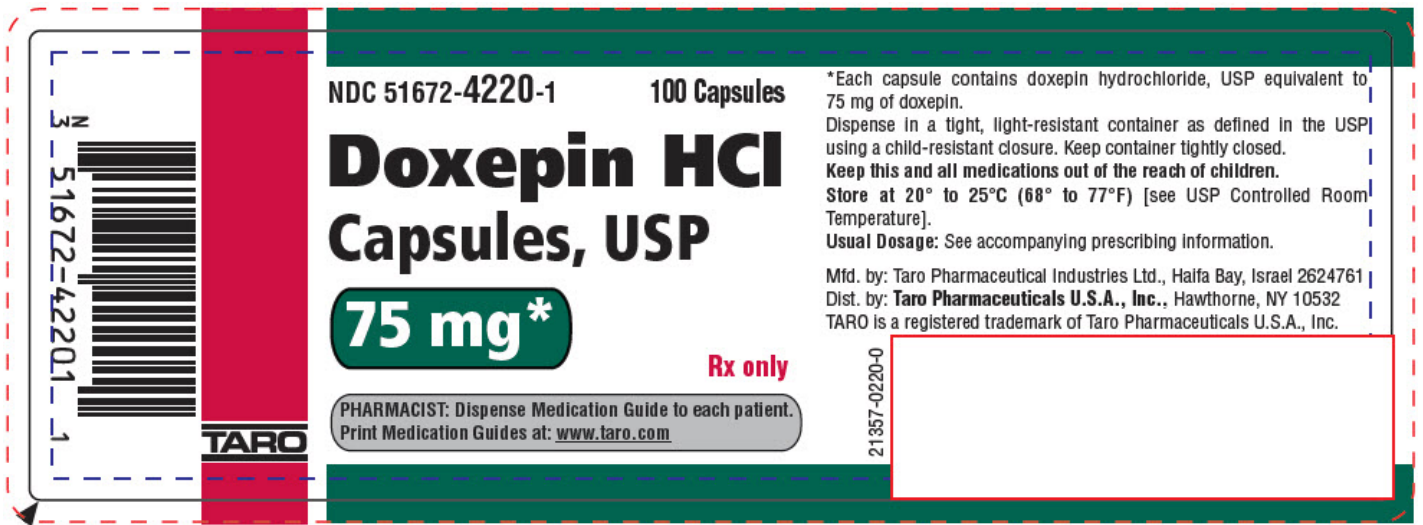 3 N
51672-42201
1
TARO
NDC 51672-4220-1 100 Capsules
Doxepin HCl
Capsules, USP
75 mg*
Rx only
PHARMACIST: Dispense Medication Guide to each patient.
Print Medication Guides at: www.taro.com
*Each capsule contains doxepin hydrochloride, USP equivalent to
75 mg of doxepin.
Dispense in a tight, light-resistant container as defined in the USP
using a child-resistant closure. Keep container tightly closed.
Keep this and all medications out of the reach of children.
Store at 20° to 25°C (68° to 77°F) [see USP Controlled Room
Temperature].
Usual Dosage: See accompanying prescribing information.
Mfd. by: Taro Pharmaceutical Industries Ltd., Haifa Bay, Israel 2624761
Dist. by: Taro Pharmaceuticals U.S.A., Inc., Hawthorne, NY 10532
TARO is a registered trademark of Taro Pharmaceuticals U.S.A., Inc.
21357-0220-0